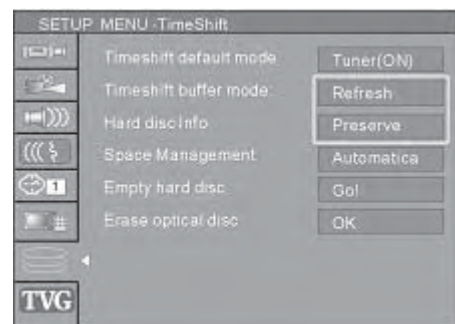 SETUP MENU -TimeShift
Timeshift default mode Tuner(ON)
Timeshift buffer mode Refresh
Hard disc Info Preserve
Space Management Automatica
Empty hard disc Go!
Erase optical disc OK
1
TVG